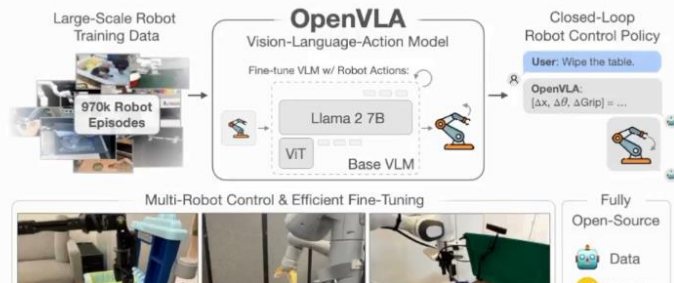 Large-Scale Robot
Training Data
970k Robot
Episodes
OpenVLA
Vision-Language-Action Model
Fine-tune VLM w/ Robot Actions:
Llama 2 7B
ViT
Base VLM
Closed-Loop
Robot Control Policy
User: Wipe the table.
OpenVLA:
[Δx, Δθ, ΔGrip] = ...
Multi-Robot Control & Efficient Fine-Tuning
Fully
Open-Source
Data